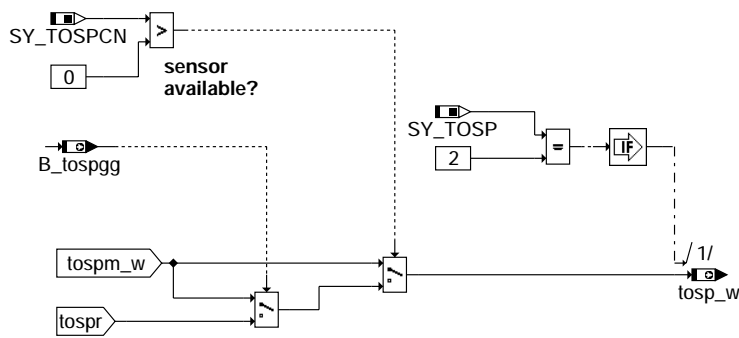 SY_TOSPCN
>
0
sensor
available?
SY_TOSP
2
=
IF
B_tospgg
tospm_w
/ 1/
tosp_w
tospr